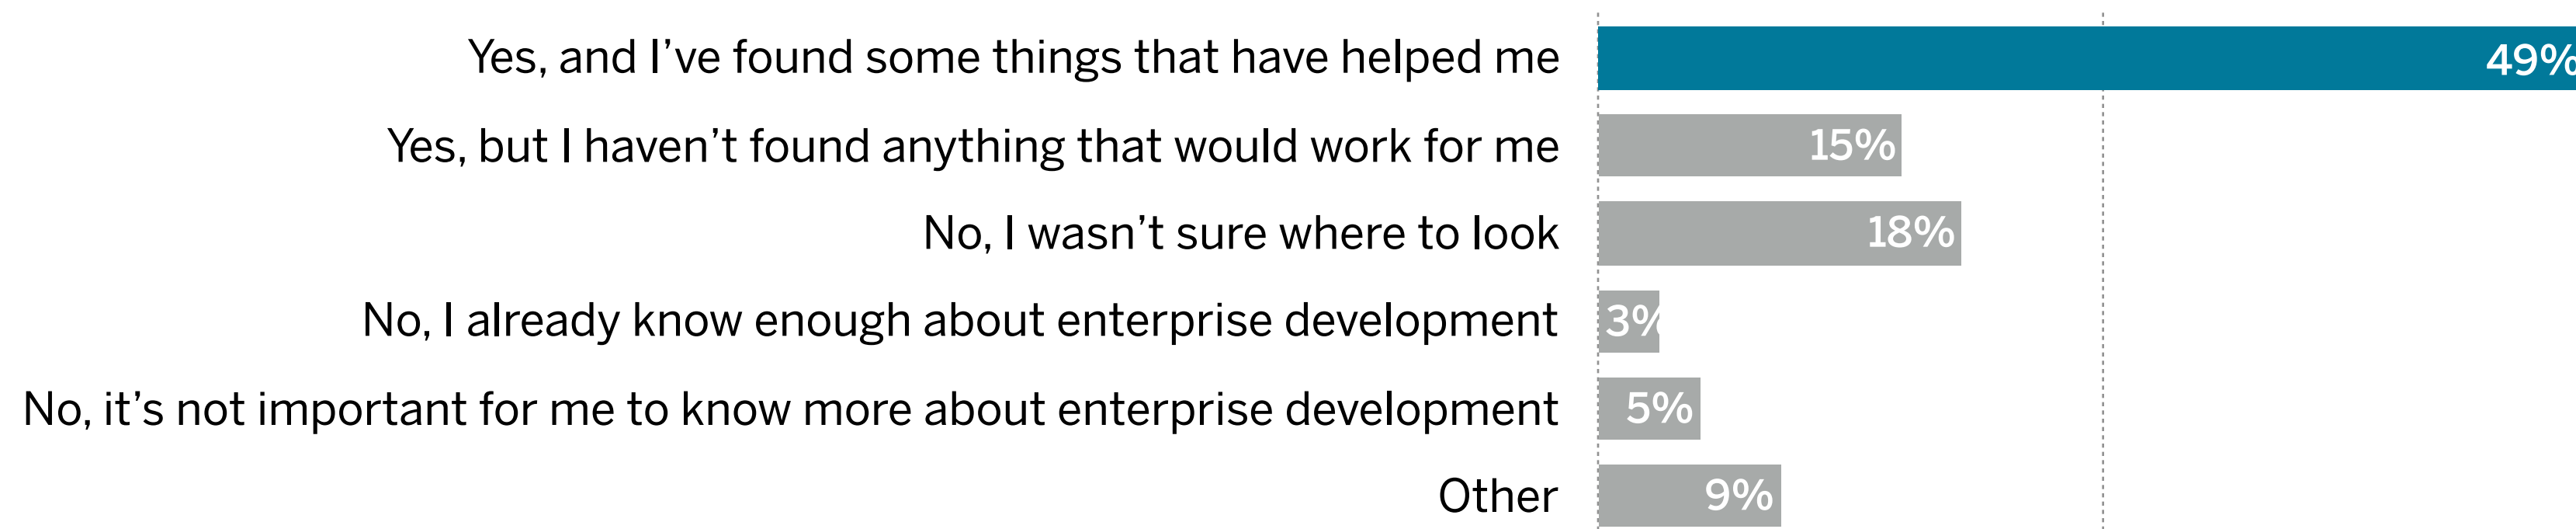 Yes, and I’ve found some things that have helped me 49%
Yes, but I haven’t found anything that would work for me 15%
No, I wasn’t sure where to look 18%
No, I already know enough about enterprise development 3%
No, it’s not important for me to know more about enterprise development 5%
Other 9%